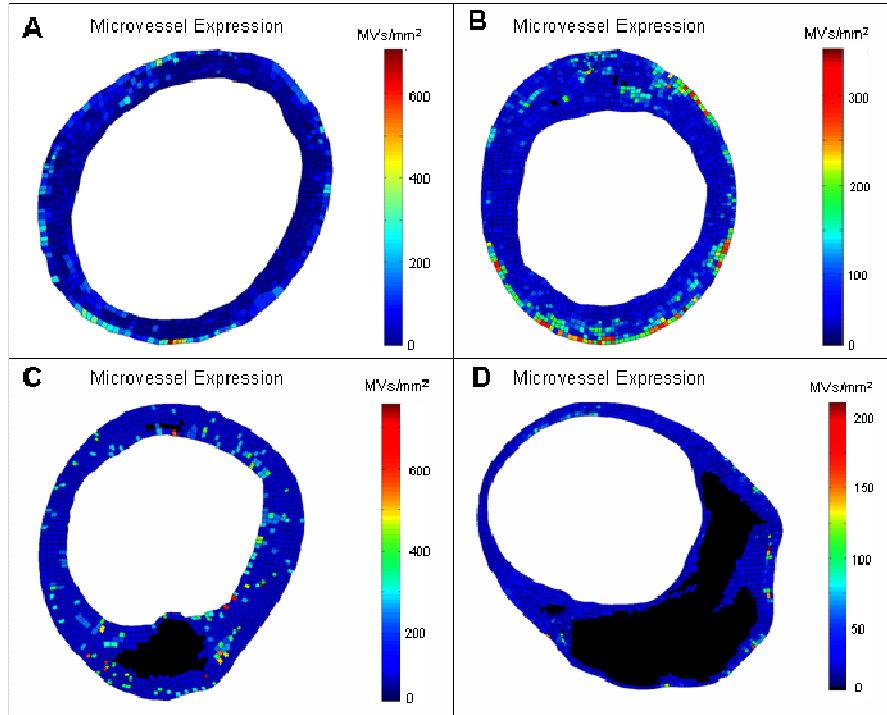 A Microvessel Expression
MVs/mm²
600
400
200
0
B Microvessel Expression
MVs/mm²
300
200
100
0
C Microvessel Expression
MVs/mm²
600
400
200
0
D Microvessel Expression
MVs/mm²
200
150
100
50
0